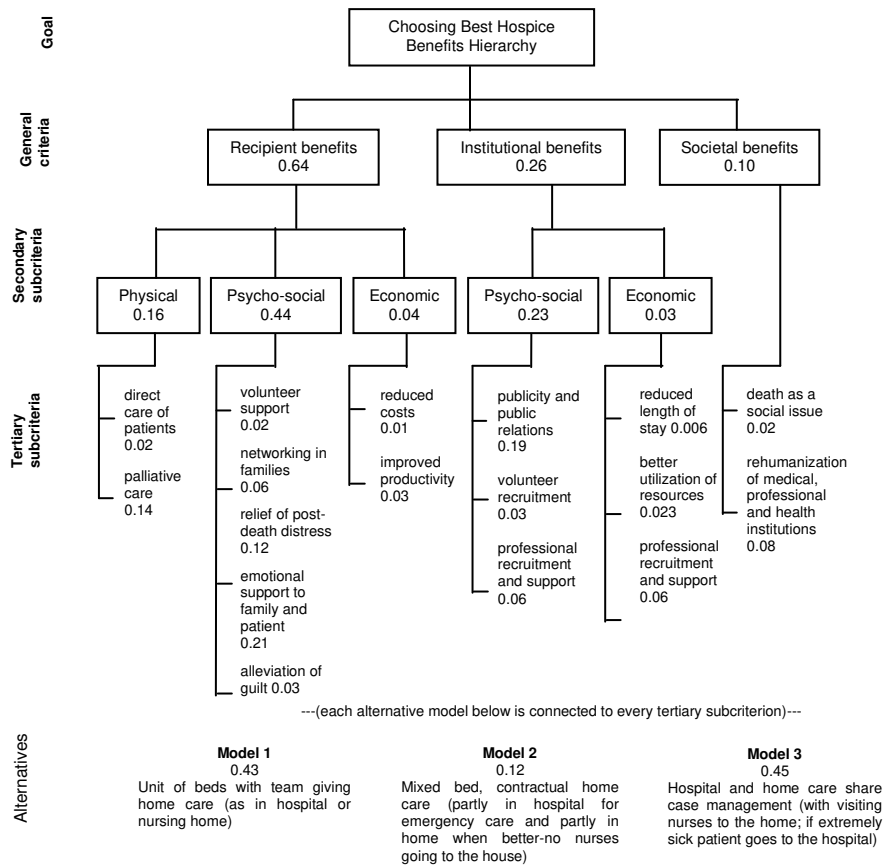 Goal
Choosing Best Hospice
Benefits Hierarchy
General
criteria
Recipient benefits
0.64
Institutional benefits
0.26
Societal benefits
0.10
Secondary
subcriteria
Physical
0.16
Psycho-social
0.44
Economic
0.04
Psycho-social
0.23
Economic
0.03
Tertiary
subcriteria
direct
care of
patients
0.02
palliative
care
0.14
volunteer
support
0.02
networking in
families
0.06
relief of post-
death distress
0.12
emotional
support to
family and
patient
0.21
alleviation of
guilt 0.03
reduced
costs
0.01
improved
productivity
0.03
publicity and
public
relations
0.19
volunteer
recruitment
0.03
professional
recruitment
and support
0.06
reduced
length of
stay 0.006
better
utilization of
resources
0.023
professional
recruitment
and support
0.06
death as a
social issue
0.02
rehumanization
of medical,
professional
and health
institutions
0.08
---(each alternative model below is connected to every tertiary subcriterion)---
Alternatives
Model 1
0.43
Unit of beds with team giving
home care (as in hospital or
nursing home)
Model 2
0.12
Mixed bed, contractual home
care (partly in hospital for
emergency care and partly in
home when better-no nurses
going to the house)
Model 3
0.45
Hospital and home care share
case management (with visiting
nurses to the home; if extremely
sick patient goes to the hospital)